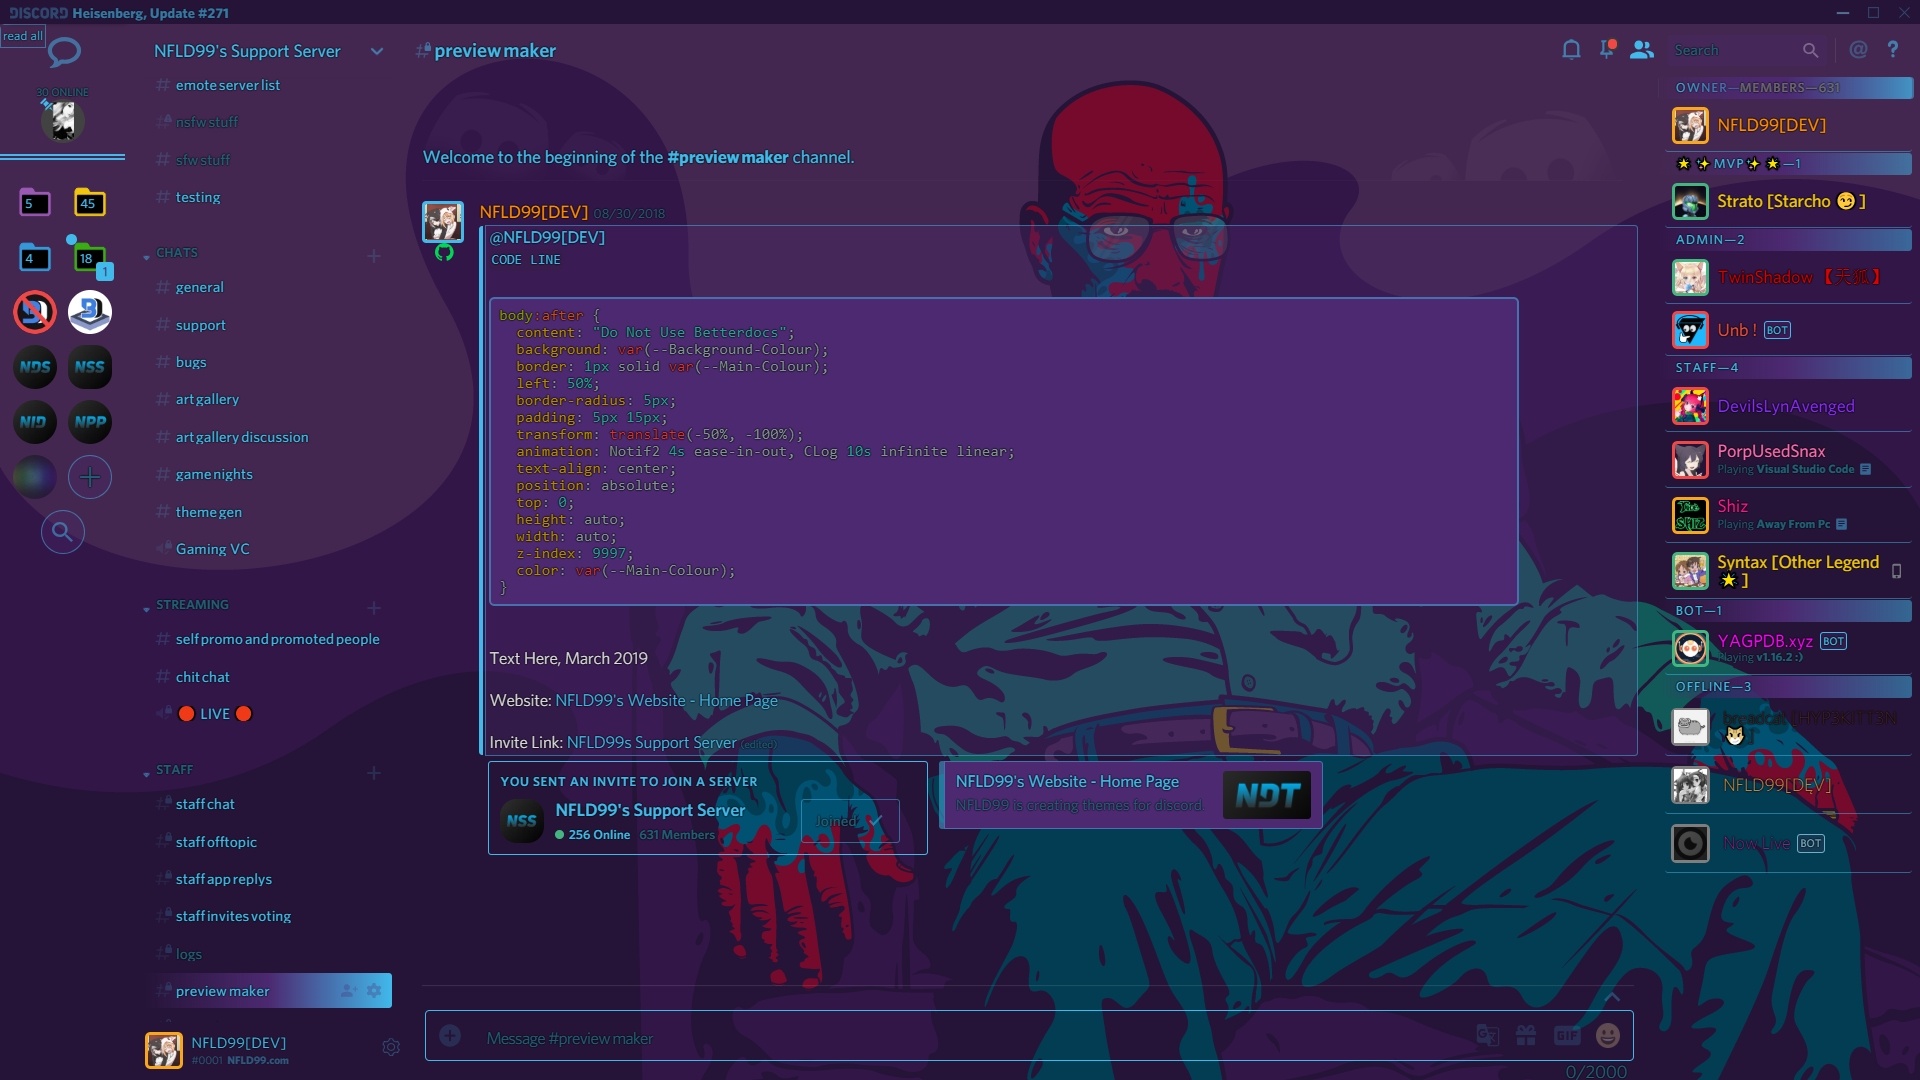 DISCORD Heisenberg, Update #271
read all
30 ONLINE
5
45
4
18
1
NDS
NSS
NID
NPP
NFLD99's Support Server
emote server list
nsfw stuff
sfw stuff
testing
CHATS
general
support
bugs
art gallery
art gallery discussion
game nights
theme gen
Gaming VC
STREAMING
self promo and promoted people
chit chat
🔴 LIVE 🔴
STAFF
staff chat
staff offtopic
staff app replys
staff invites voting
logs
preview maker
NFLD99[DEV]
#0001 NFLD99.com
# preview maker
Search
Welcome to the beginning of the #preview maker channel.
NFLD99[DEV] 08/30/2018
@NFLD99[DEV]
CODE LINE
body:after {
content: "Do Not Use Betterdocs";
background: var(--Background-Colour);
border: 1px solid var(--Main-Colour);
left: 50%;
border-radius: 5px;
padding: 5px 15px;
transform: translate(-50%, -100%);
animation: Notif2 4s ease-in-out, CLog 10s infinite linear;
text-align: center;
position: absolute;
top: 0;
height: auto;
width: auto;
z-index: 9997;
color: var(--Main-Colour);
}
Text Here, March 2019
Website: NFLD99's Website - Home Page
Invite Link: NFLD99s Support Server (edited)
YOU SENT AN INVITE TO JOIN A SERVER
NSS
NFLD99's Support Server
256 Online 631 Members
Joined
NFLD99's Website - Home Page
NFLD99 is creating themes for discord
NDT
Message #preview maker
GIF
0/2000
OWNER—MEMBERS—631
NFLD99[DEV]
MVP—1
Strato [Starcho 😏]
ADMIN—2
TwinShadow 【天狐】
Unb ! BOT
STAFF—4
DevilsLynAvenged
PorpUsedSnax
Playing Visual Studio Code
Shiz
Playing Away From Pc
THE SHIZ
Syntax [Other Legend
🌟]
BOT—1
YAGPDB.xyz BOT
Playing v1.16.2 :)
OFFLINE—3
NFLD99[DEV]
Now Live BOT